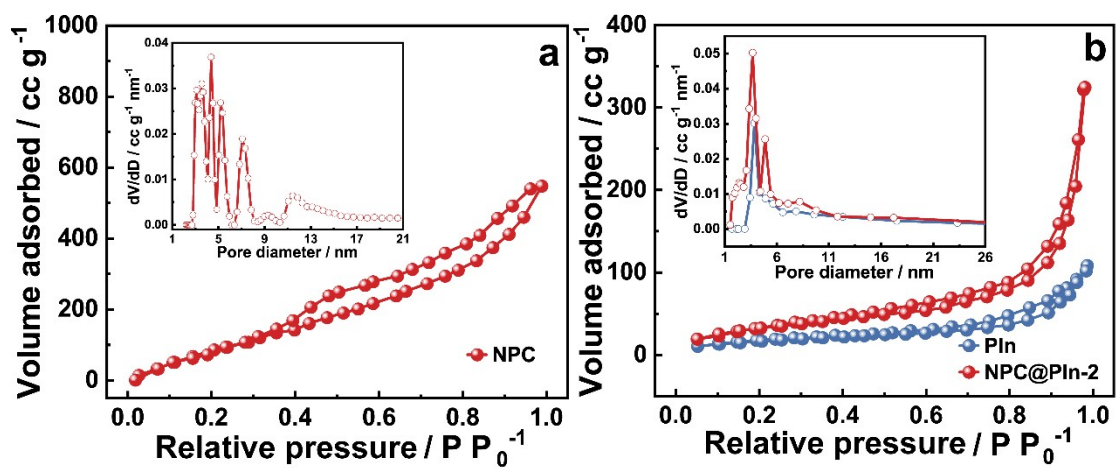 a
1000
800
600
400
200
0
Volume adsorbed / cc g-1
0.0 0.2 0.4 0.6 0.8 1.0
Relative pressure / P P0-1
NPC
0.04
0.03
0.02
0.01
0.00
dV/dD / cc g-1 nm-1
1 5 9 13 17 21
Pore diameter / nm
b
400
300
200
100
0
Volume adsorbed / cc g-1
0.0 0.2 0.4 0.6 0.8 1.0
Relative pressure / P P0-1
PIn
NPC@PIn-2
0.05
0.04
0.03
0.02
0.01
0.00
dV/dD / cc g-1 nm-1
1 6 11 16 21 26
Pore diameter / nm